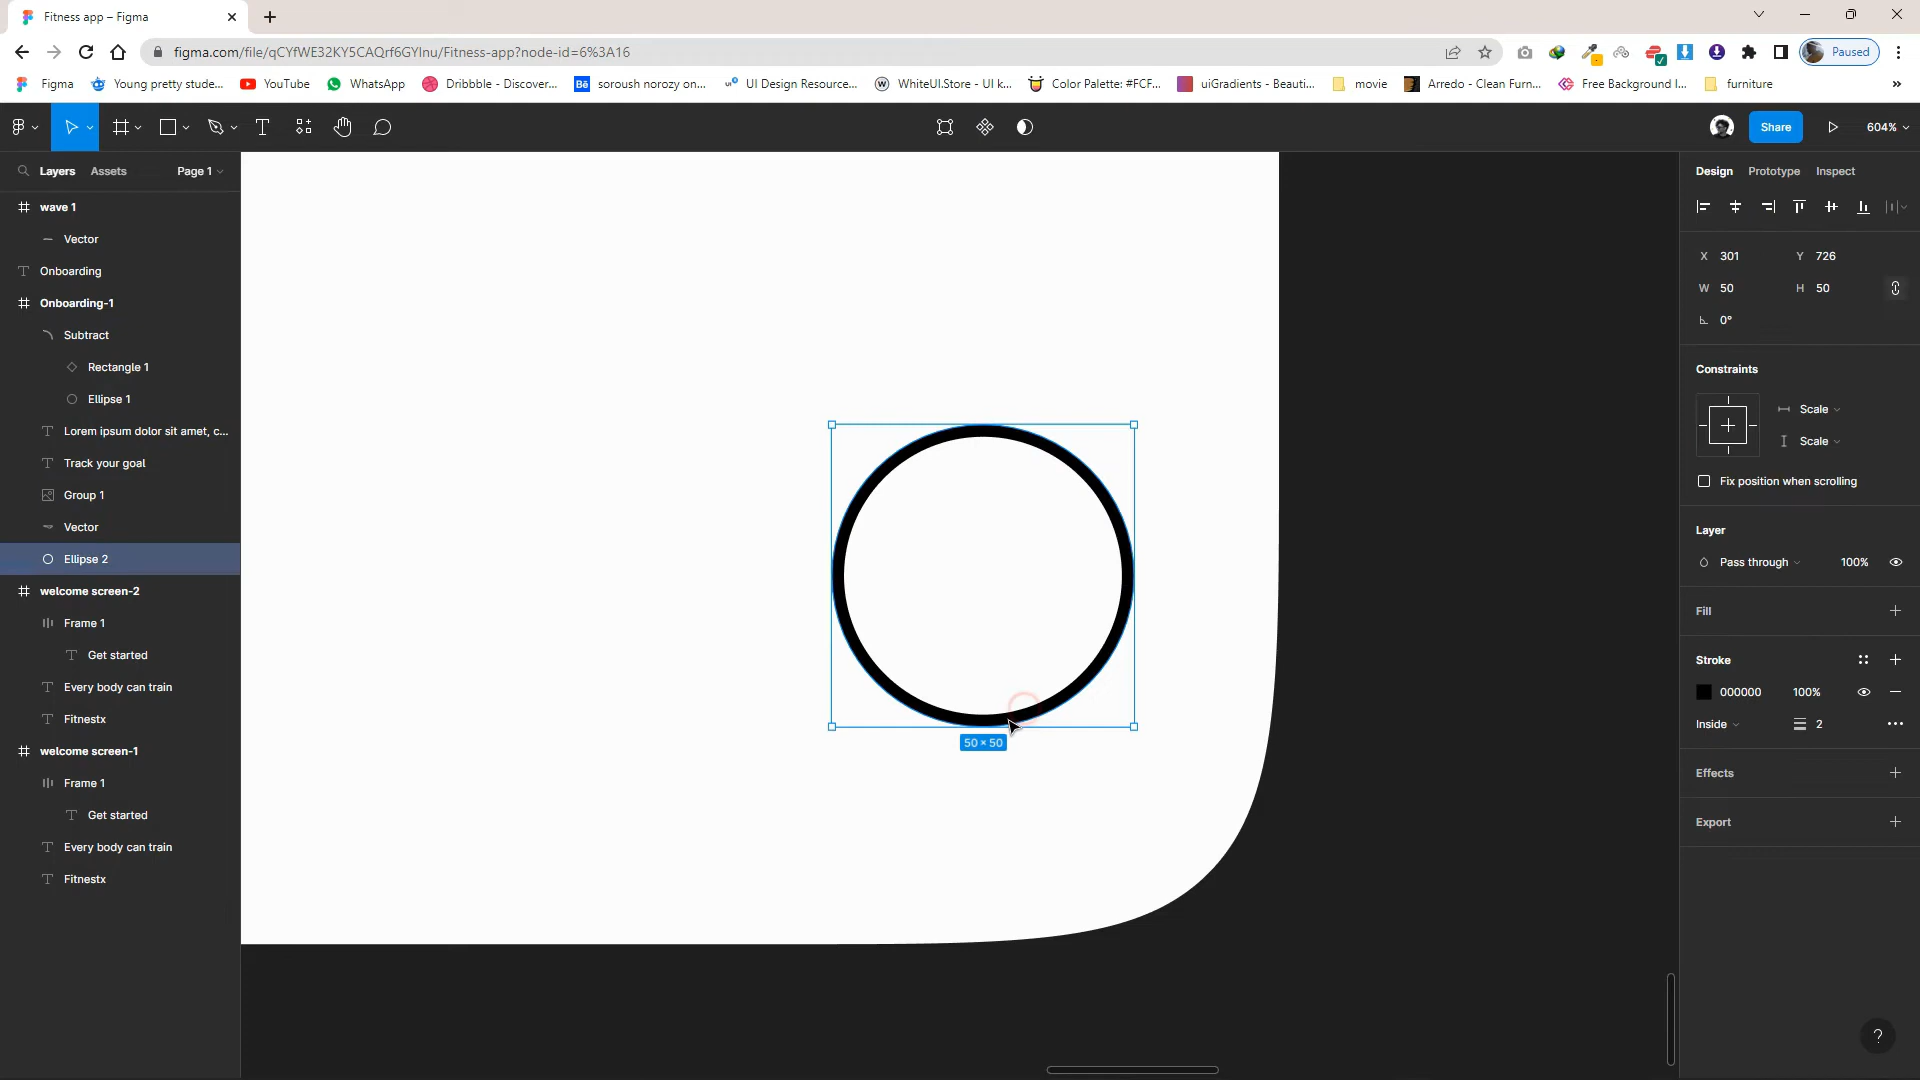 Fitness app – Figma
figma.com/file/qCYfWE32KY5CAQrf6GYlnu/Fitness-app?node-id=6%3A16
Paused
Figma
Young pretty stude...
YouTube
WhatsApp
Dribbble - Discover...
Bē soroush norozy on...
UI Design Resource...
WhiteUI.Store - UI k...
Color Palette: #FCF...
uiGradients - Beauti...
movie
Arredo - Clean Furn...
Free Background I...
furniture
Share
604%
Layers
Assets
Page 1
wave 1
Vector
Onboarding
Onboarding-1
Subtract
Rectangle 1
Ellipse 1
Lorem ipsum dolor sit amet, c...
Track your goal
Group 1
Vector
Ellipse 2
welcome screen-2
Frame 1
Get started
Every body can train
Fitnestx
welcome screen-1
Frame 1
Get started
Every body can train
Fitnestx
50 × 50
Design
Prototype
Inspect
X 301 Y 726
W 50 H 50
0°
Constraints
Scale
Scale
Fix position when scrolling
Layer
Pass through 100%
Fill
Stroke
000000 100%
Inside 2
Effects
Export
?